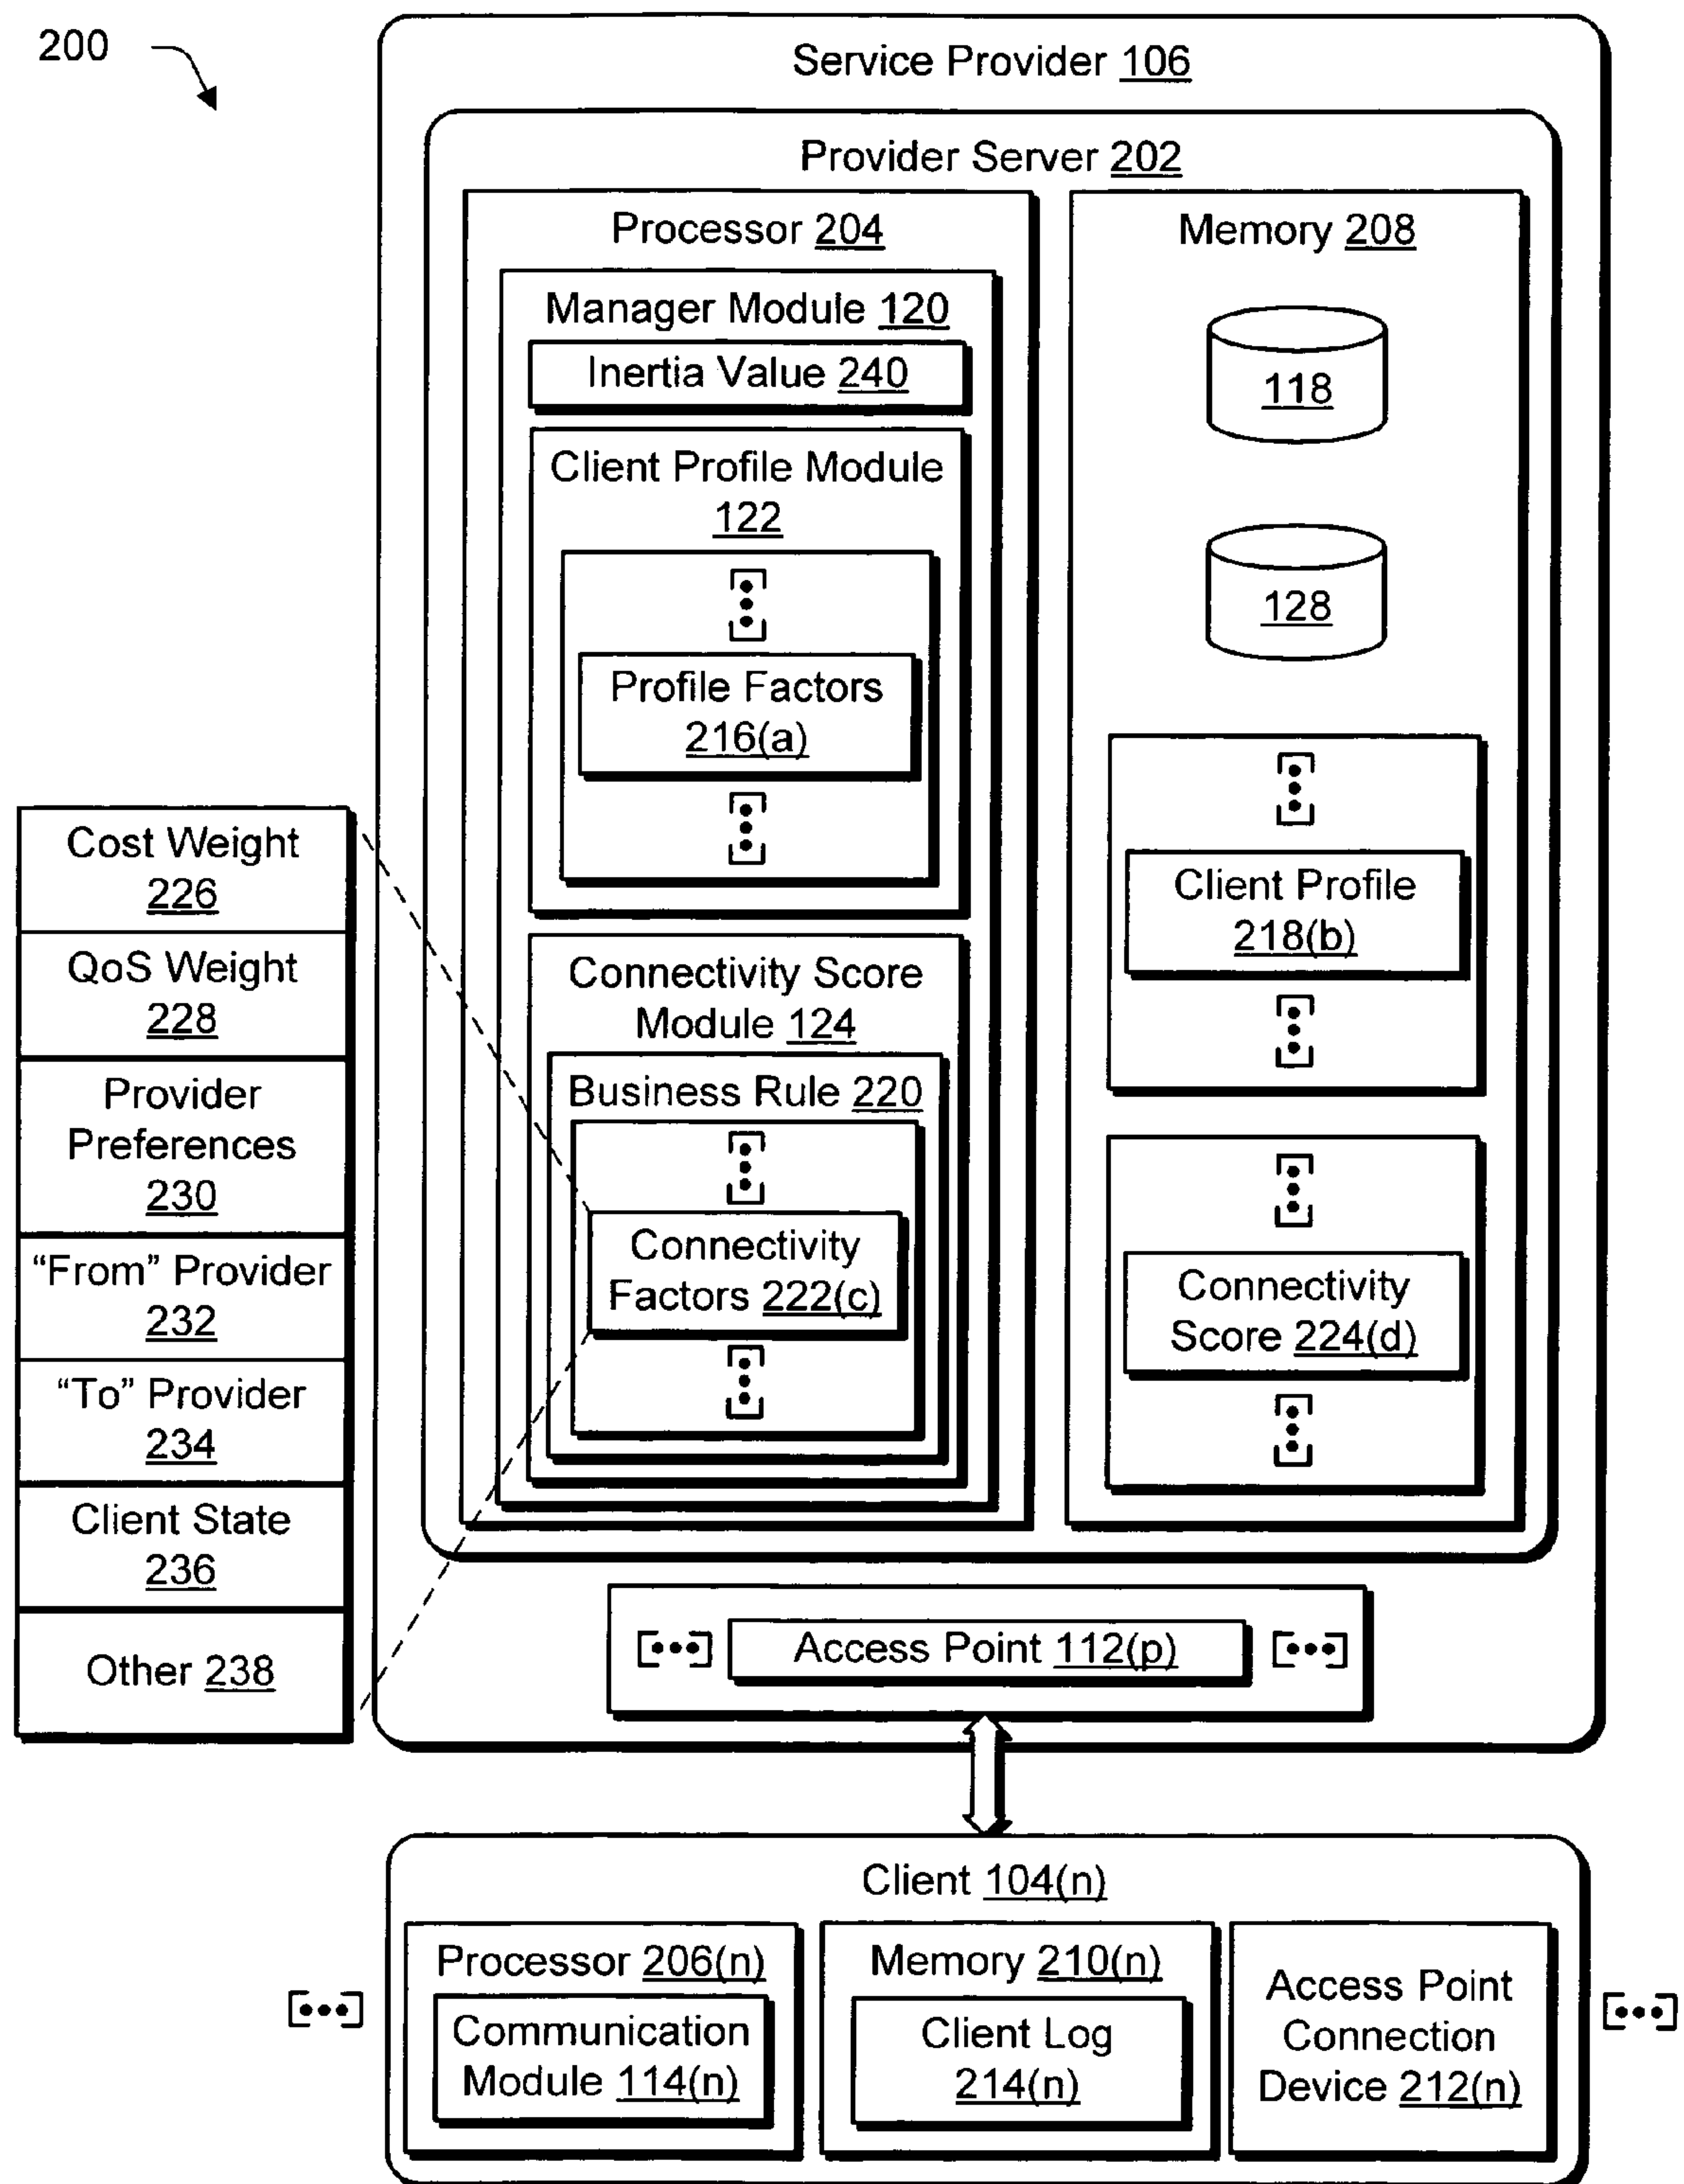 200
Service Provider 106
Provider Server 202
Processor 204
Manager Module 120
Inertia Value 240
Client Profile Module
122
Profile Factors
216(a)
Connectivity Score
Module 124
Business Rule 220
Connectivity
Factors 222(c)
Memory 208
118
128
Client Profile
218(b)
Connectivity
Score 224(d)
Cost Weight
226
QoS Weight
228
Provider
Preferences
230
“From” Provider
232
“To” Provider
234
Client State
236
Other 238
Access Point 112(p)
Client 104(n)
Processor 206(n)
Communication
Module 114(n)
Memory 210(n)
Client Log
214(n)
Access Point
Connection
Device 212(n)